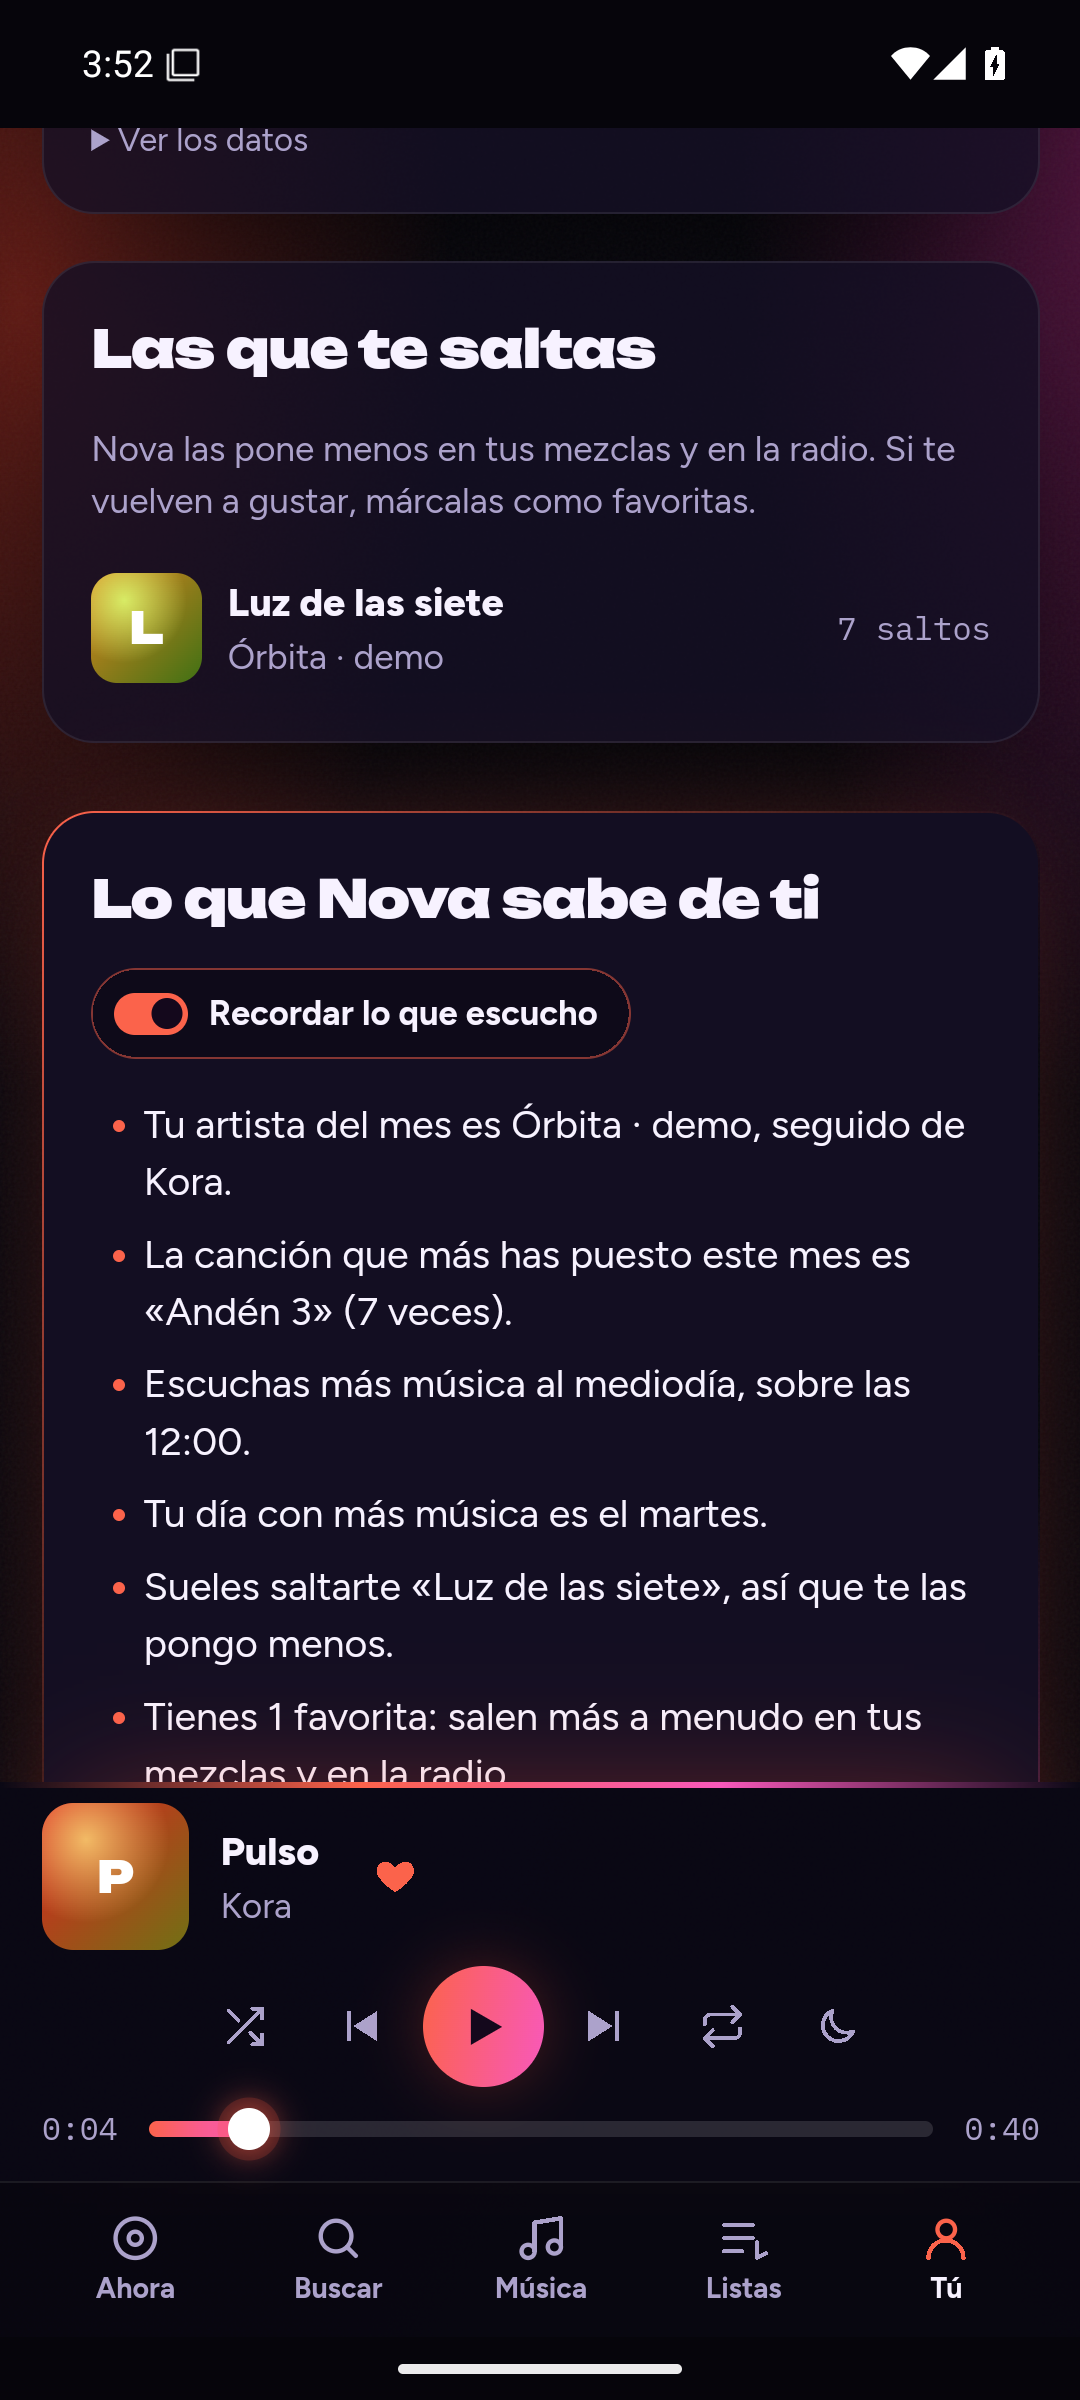 3:52
Ver los datos
Las que te saltas
Nova las pone menos en tus mezclas y en la radio. Si te
vuelven a gustar, márcalas como favoritas.
L
Luz de las siete
Órbita · demo
7 saltos
Lo que Nova sabe de ti
Recordar lo que escucho
Tu artista del mes es Órbita · demo, seguido de
Kora.
La canción que más has puesto este mes es
«Andén 3» (7 veces).
Escuchas más música al mediodía, sobre las
12:00.
Tu día con más música es el martes.
Sueles saltarte «Luz de las siete», así que te las
pongo menos.
Tienes 1 favorita: salen más a menudo en tus
mezclas y en la radio
P
Pulso
Kora
0:04
0:40
Ahora
Buscar
Música
Listas
Tú